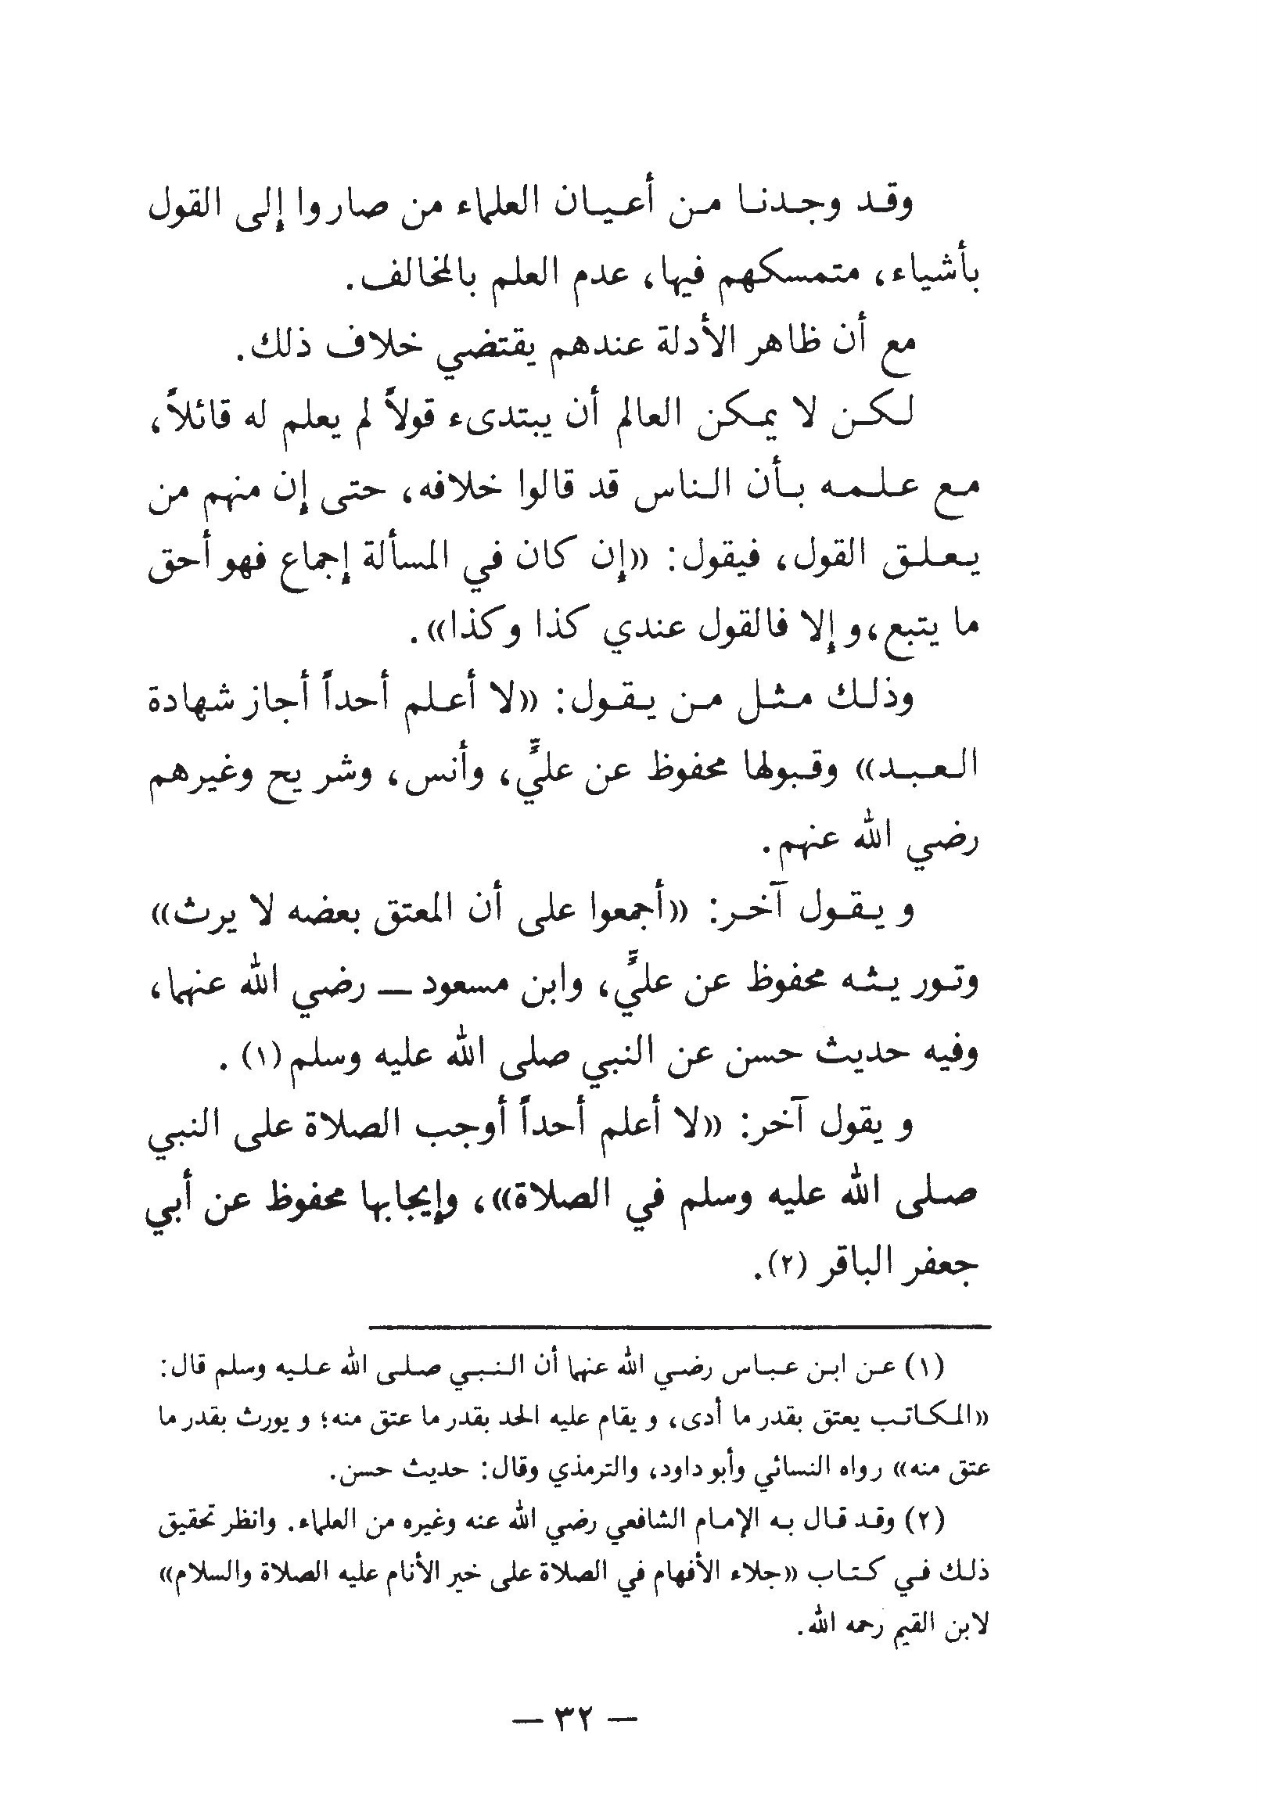 وقد وجدنا من أعيان العلماء من صاروا إلى القول
بأشياء، متمسكهم فيها، عدم العلم بالمخالف.
مع أن ظاهر الأدلة عندهم يقتضي خلاف ذلك.
لكن لا يمكن العالم أن يبتدىء قولاً لم يعلم له قائلاً،
مع علمه بأن الناس قد قالوا خلافه، حتى إن منهم من
يعلق القول، فيقول: «إن كان في المسألة إجماع فهو أحق
ما يتبع، وإلا فالقول عندي كذا وكذا».
وذلك مثل من يقول: «لا أعلم أحداً أجاز شهادة
العبد» وقبولها محفوظ عن عليٍّ، وأنس، وشريح وغيرهم
رضي الله عنهم.
ويقول آخر: «أجمعوا على أن المعتق بعضه لا يرث»
وتوريثه محفوظ عن عليٍّ، وابن مسعود ــ رضي الله عنهما،
وفيه حديث حسن عن النبي صلى الله عليه وسلم (١).
ويقول آخر: «لا أعلم أحداً أوجب الصلاة على النبي
صلى الله عليه وسلم في الصلاة»، وإيجابها محفوظ عن أبي
جعفر الباقر (٢).
(١) عن ابن عباس رضي الله عنهما أن النبي صلى الله عليه وسلم قال:
«المكاتب يعتق بقدر ما أدى، ويقام عليه الحد بقدر ما عتق منه؛ ويورث بقدر ما
عتق منه» رواه النسائي وأبو داود، والترمذي وقال: حديث حسن.
(٢) وقد قال به الإمام الشافعي رضي الله عنه وغيره من العلماء. وانظر تحقيق
ذلك في كتاب «جلاء الأفهام في الصلاة على خير الأنام عليه الصلاة والسلام»
لابن القيم رحمه الله.
— ٣٢ —